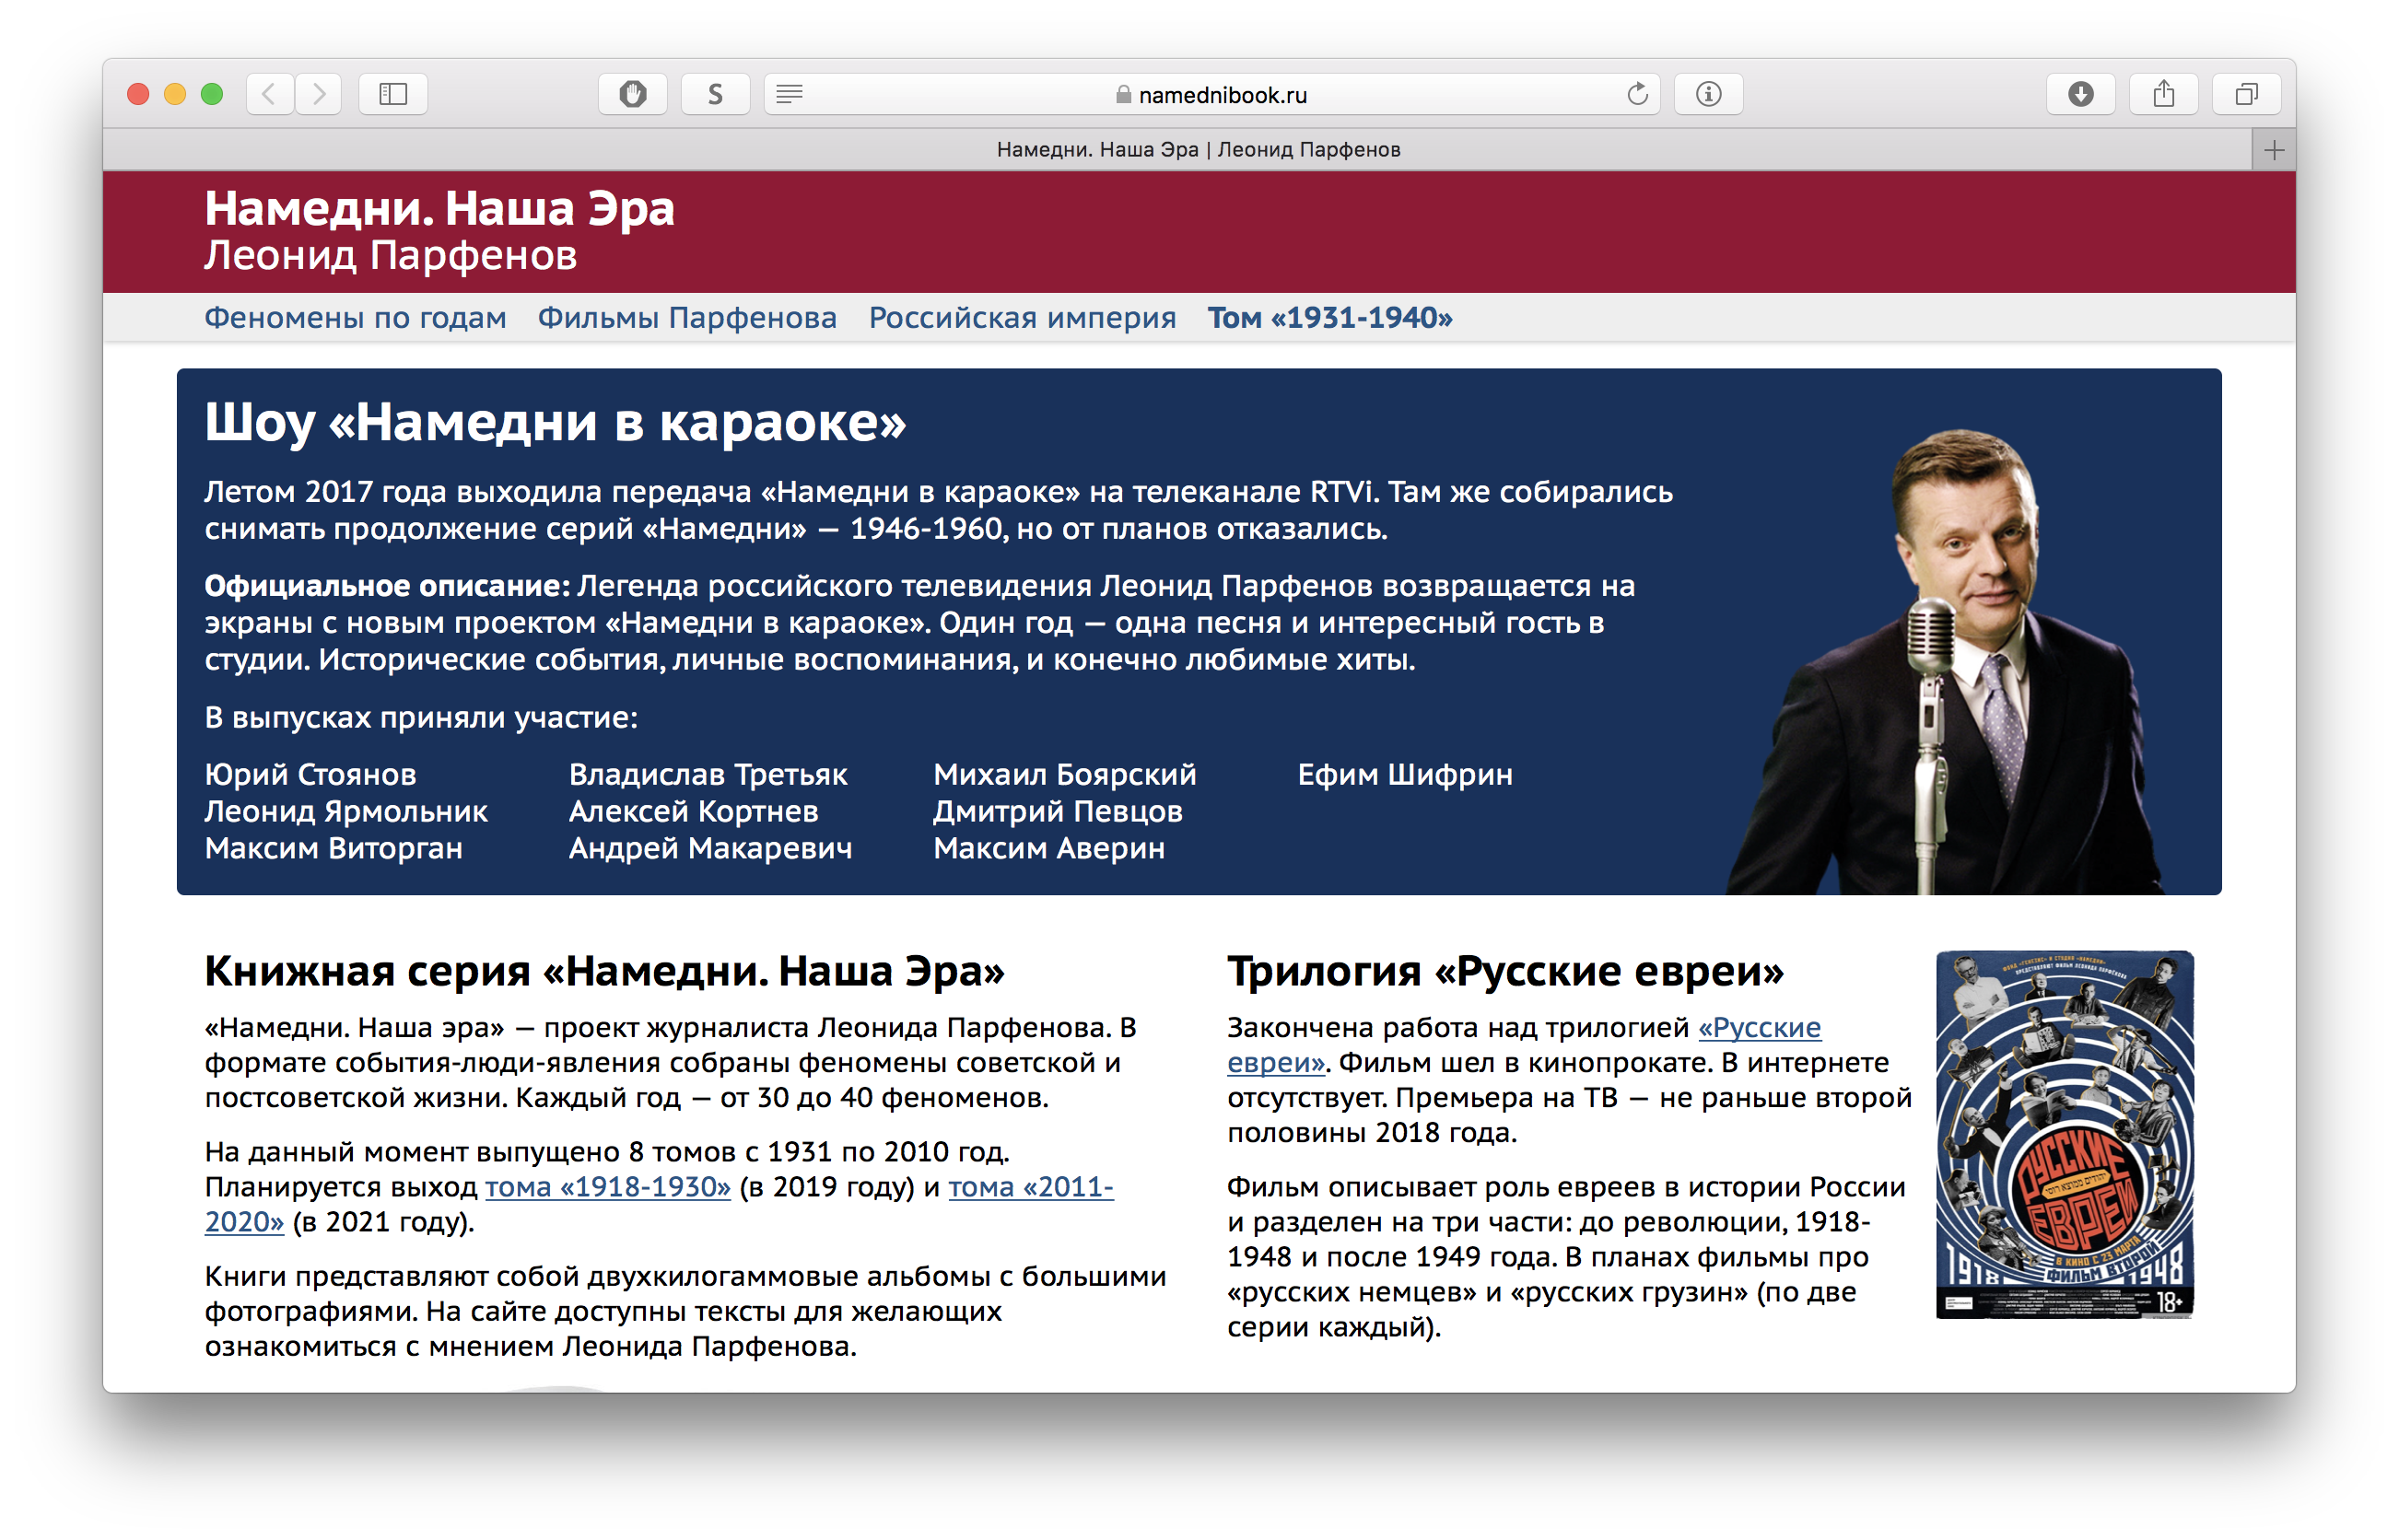 S
namednibook.ru
Намедни. Наша Эра | Леонид Парфенов
Намедни. Наша Эра
Леонид Парфенов
Феномены по годам Фильмы Парфенова Российская империя Том «1931-1940»
Шоу «Намедни в караоке»
Летом 2017 года выходила передача «Намедни в караоке» на телеканале RTVi. Там же собирались
снимать продолжение серий «Намедни» — 1946-1960, но от планов отказались.
Официальное описание: Легенда российского телевидения Леонид Парфенов возвращается на
экраны с новым проектом «Намедни в караоке». Один год — одна песня и интересный гость в
студии. Исторические события, личные воспоминания, и конечно любимые хиты.
В выпусках приняли участие:
Юрий Стоянов
Леонид Ярмольник
Максим Виторган
Владислав Третьяк
Алексей Кортнев
Андрей Макаревич
Михаил Боярский
Дмитрий Певцов
Максим Аверин
Ефим Шифрин
Книжная серия «Намедни. Наша Эра»
«Намедни. Наша эра» — проект журналиста Леонида Парфенова. В
формате события-люди-явления собраны феномены советской и
постсоветской жизни. Каждый год — от 30 до 40 феноменов.
На данный момент выпущено 8 томов с 1931 по 2010 год.
Планируется выход тома «1918-1930» (в 2019 году) и тома «2011-
2020» (в 2021 году).
Книги представляют собой двухкилогаммовые альбомы с большими
фотографиями. На сайте доступны тексты для желающих
ознакомиться с мнением Леонида Парфенова.
Трилогия «Русские евреи»
Закончена работа над трилогией «Русские
евреи». Фильм шел в кинопрокате. В интернете
отсутствует. Премьера на ТВ — не раньше второй
половины 2018 года.
Фильм описывает роль евреев в истории России
и разделен на три части: до революции, 1918-
1948 и после 1949 года. В планах фильмы про
«русских немцев» и «русских грузин» (по две
серии каждый).
ФОНД «ГЕНЕЗИС» И СТУДИЯ «НАМЕДНИ»
ПРЕДСТАВЛЯЮТ ФИЛЬМ ЛЕОНИДА ПАРФЕНОВА
РУССКИЕ
ЕВРЕИ
В КИНО С 23 МАРТА
ФИЛЬМ ВТОРОЙ
1918 1948
18+